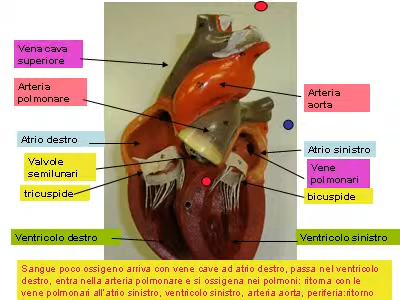 Vena cava
superiore
Arteria
polmonare
Arteria
aorta
Atrio destro
Atrio sinistro
Valvole
semilunari
Vene
polmonari
tricuspide
bicuspide
Ventricolo destro
Ventricolo sinistro
Sangue poco ossigeno arriva con vene cave ad atrio destro, passa nel ventricolo
destro, entra nella arteria polmonare e si ossigena nei polmoni: ritorna con le
vene polmonari all'atrio sinistro, ventricolo sinistro, arteria aorta, periferia:ritorno